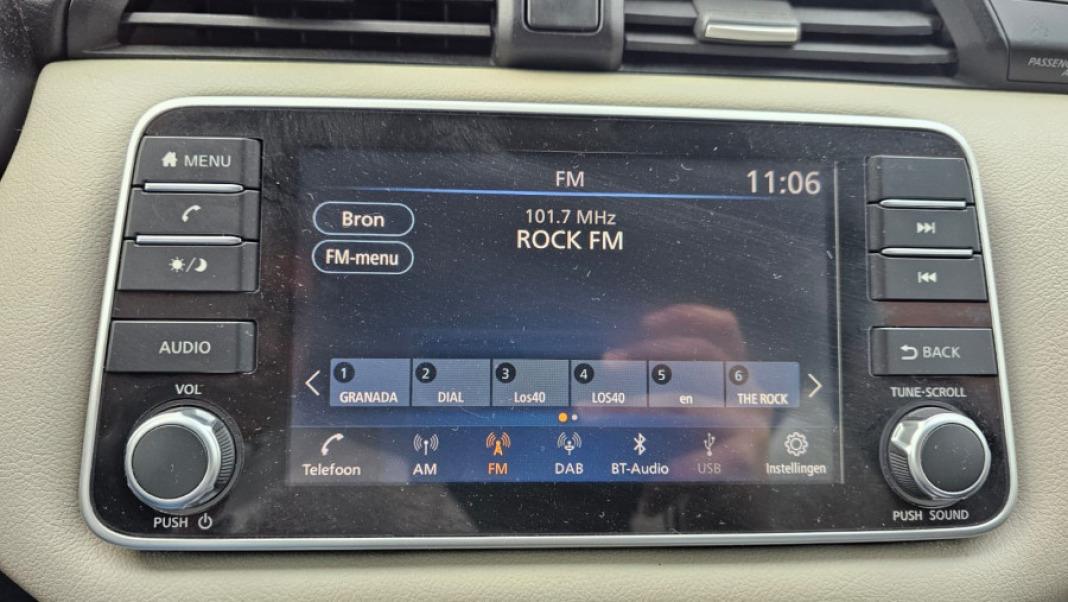 PASSEN
MENU
FM
11:06
Bron
101.7 MHz
ROCK FM
FM-menu
AUDIO
BACK
1
2
3
4
5
6
GRANADA
DIAL
Los40
LOS40
en
THE ROCK
VOL
TUNE-SCROLL
Telefoon
AM
FM
DAB
BT-Audio
USB
Instellingen
PUSH
PUSH SOUND